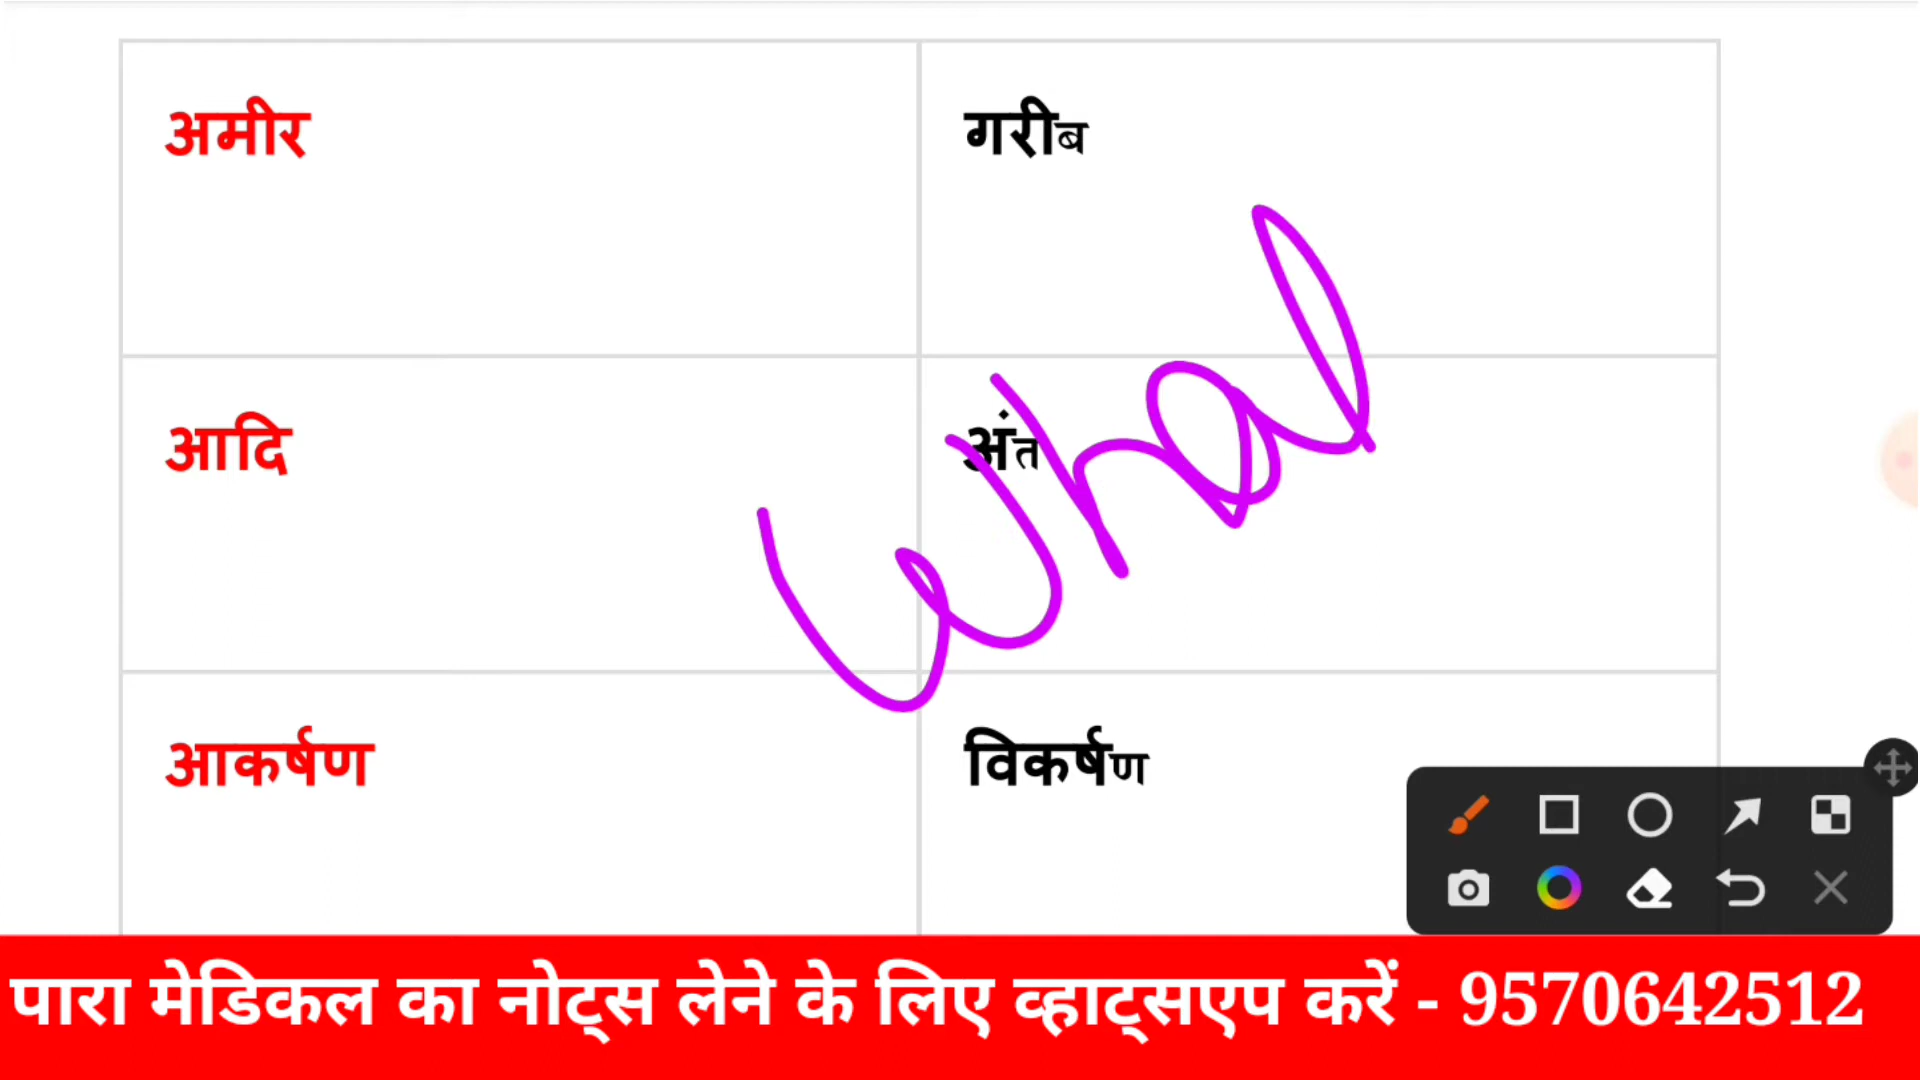 अमीर गरीब
आदि अंत
आकर्षण विकर्षण
पारा मेडिकल का नोट्स लेने के लिए व्हाट्सएप करें - 9570642512